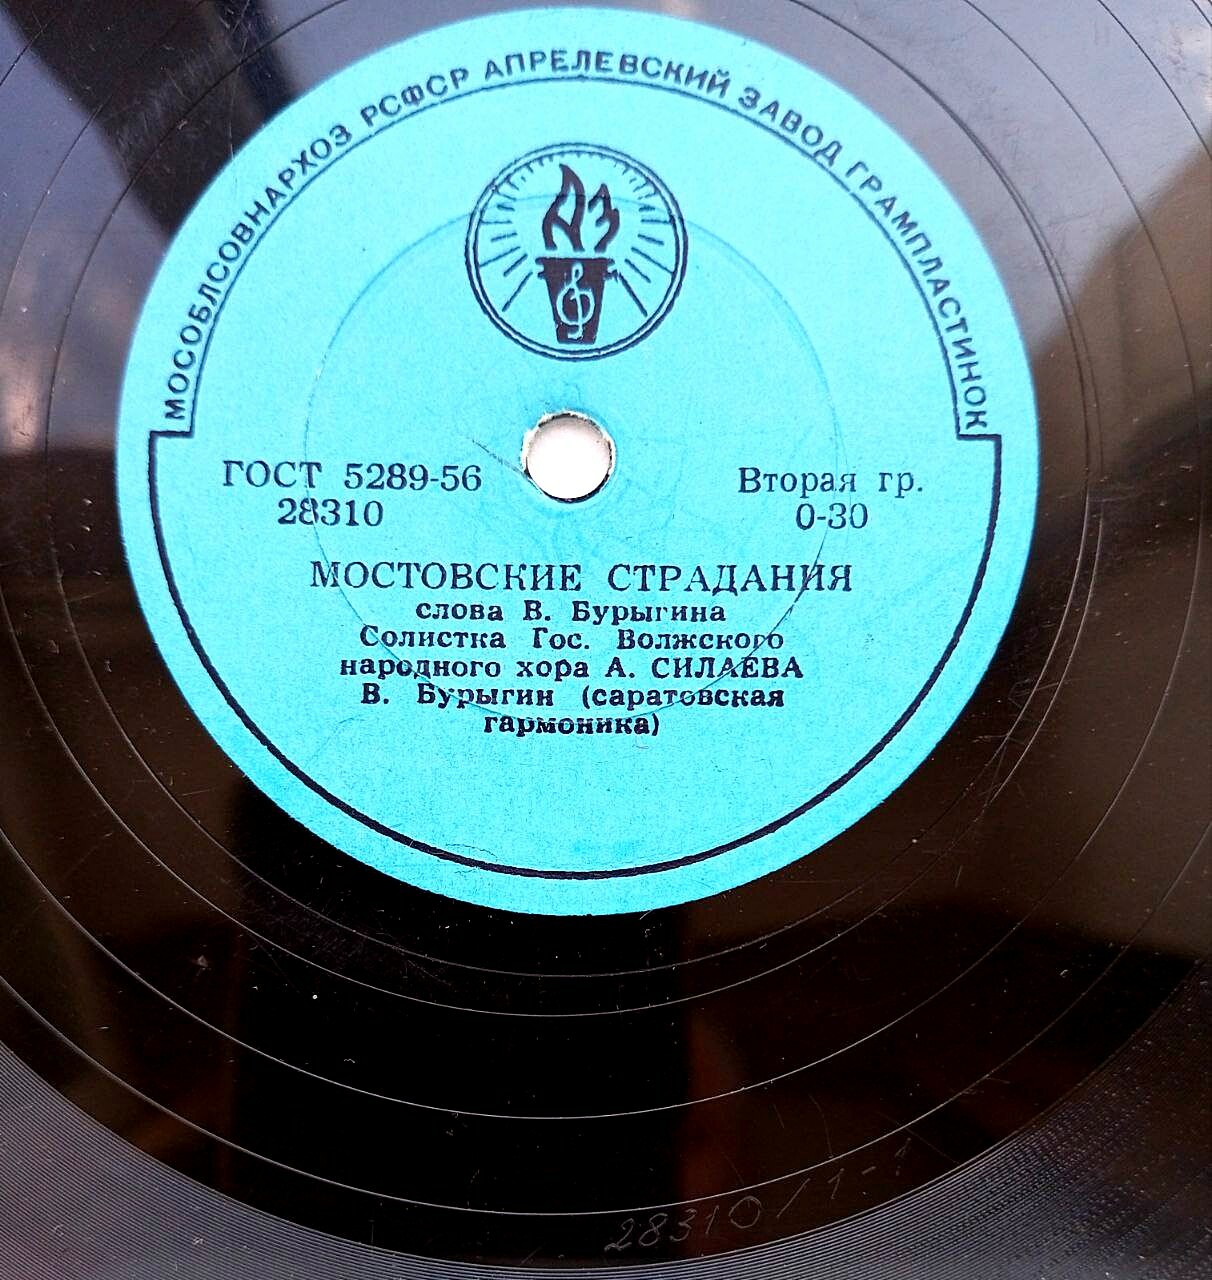 МОСОБЛСОВНАРХОЗ РСФСР АПРЕЛЕВСКИЙ ЗАВОД ГРАМПЛАСТИНОК
АЗ
ГОСТ 5289-56
28310
Вторая гр.
0-30
МОСТОВСКИЕ СТРАДАНИЯ
слова В. Бурыгина
Солистка Гос. Волжского
народного хора А. СИЛАЕВА
В. Бурыгин (саратовская
гармоника)
28310/1-1